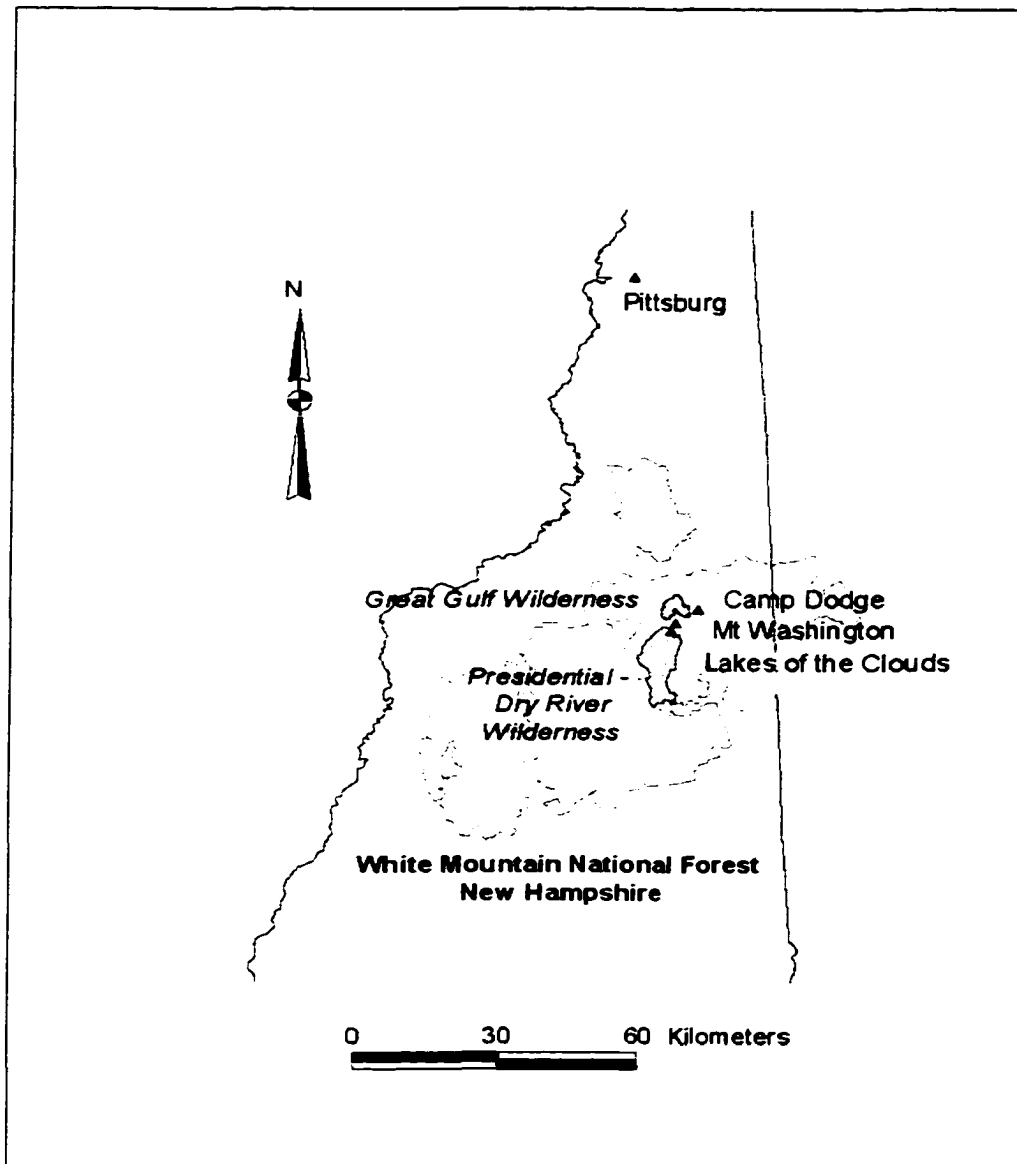 N
Pittsburg
Great Gulf Wilderness
Camp Dodge
Mt Washington
Lakes of the Clouds
Presidential -
Dry River
Wilderness
White Mountain National Forest
New Hampshire
0 30 60 Kilometers